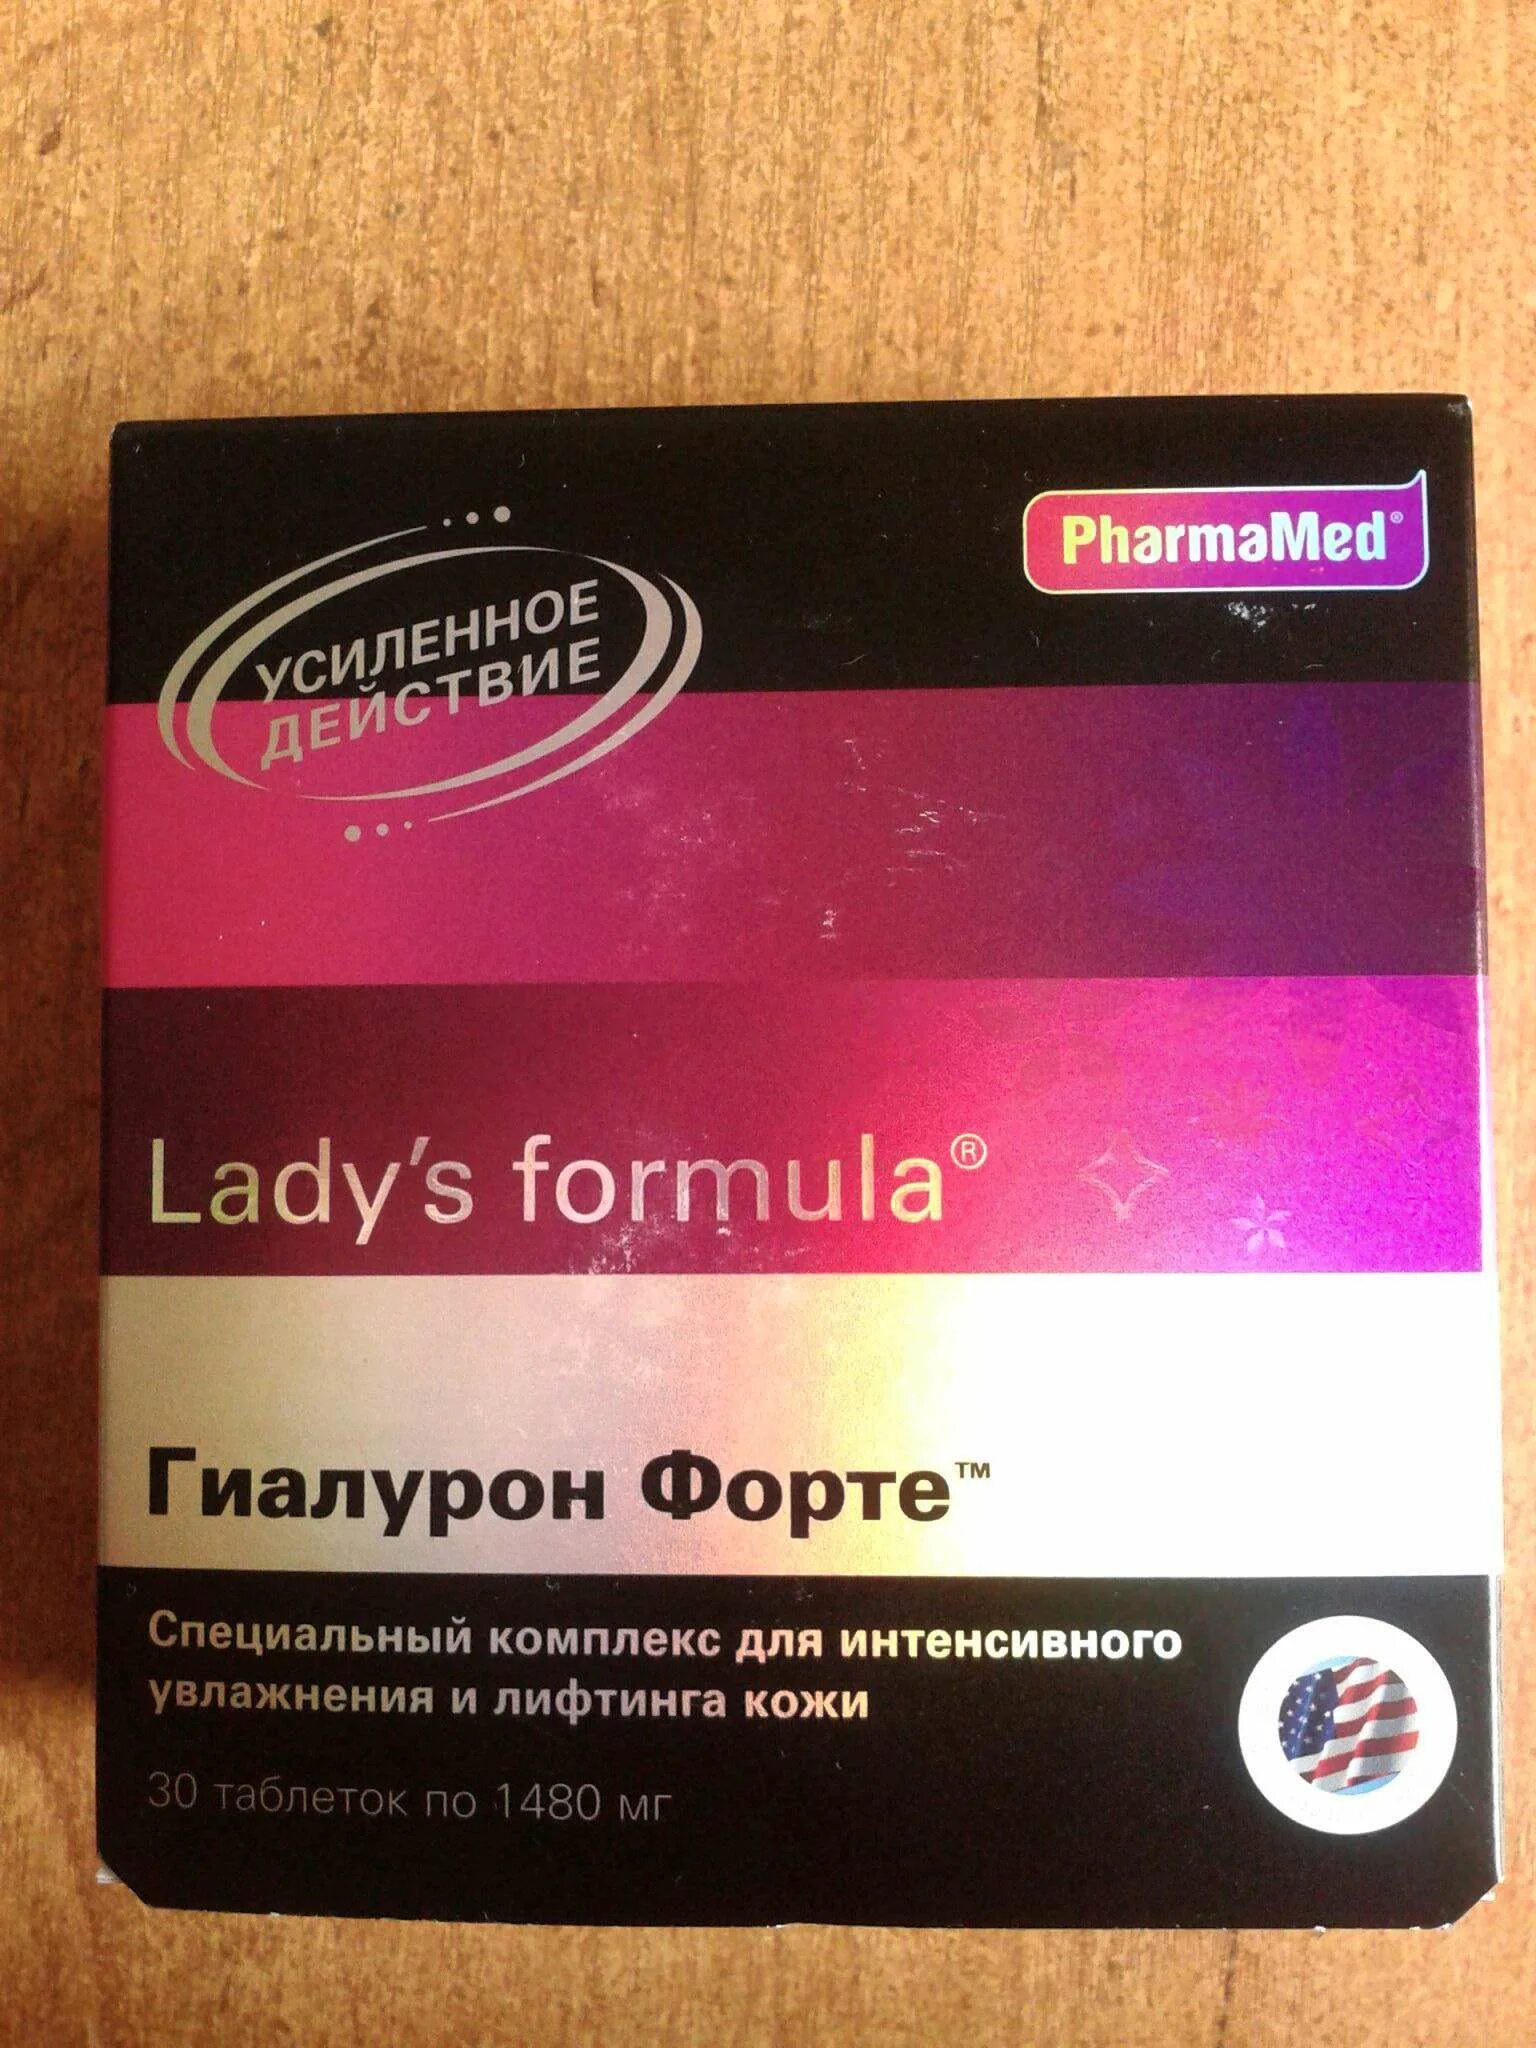 PharmaMed®
УСИЛЕННОЕ
ДЕЙСТВИЕ
Lady's formula®
Гиалурон Форте™
Специальный комплекс для интенсивного
увлажнения и лифтинга кожи
30 таблеток по 1480 мг